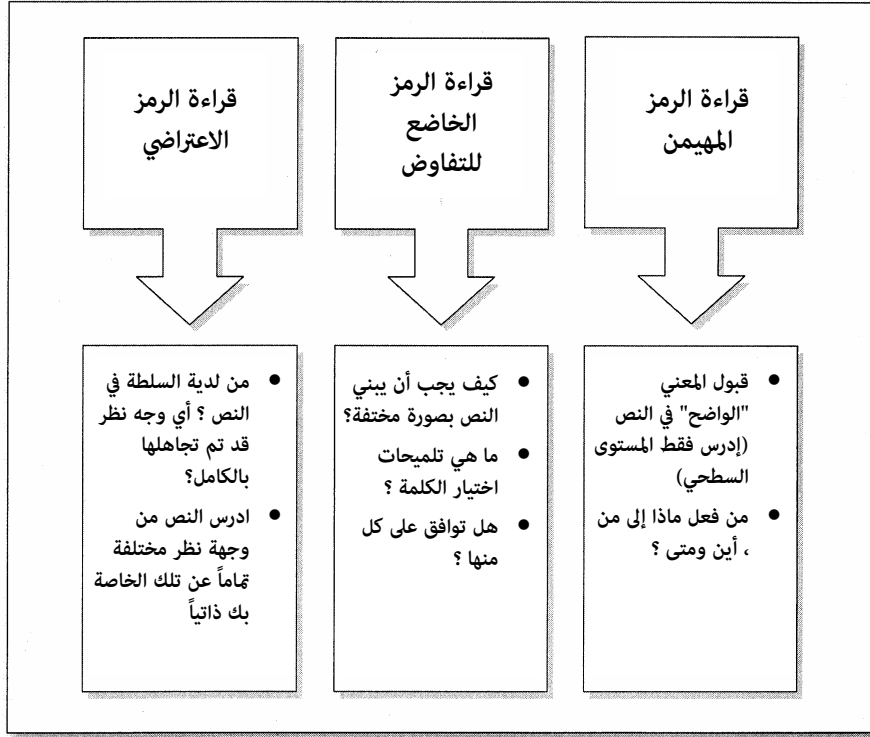 قراءة الرمز
المهيمن
قراءة الرمز
الخاضع
للتفاوض
قراءة الرمز
الاعتراضي
● قبول المعني
"الواضح" في النص
(إدرس فقط المستوى
السطحي)
● من فعل ماذا إلى من
، أين ومتى ؟
● كيف يجب أن يبني
النص بصورة مختفة؟
● ما هي تلميحات
اختيار الكلمة ؟
● هل توافق على كل
منها ؟
● من لدية السلطة في
النص ؟ أي وجه نظر
قد تم تجاهلها
بالكامل؟
● ادرس النص من
وجهة نظر مختلفة
تماماً عن تلك الخاصة
بك ذاتياً